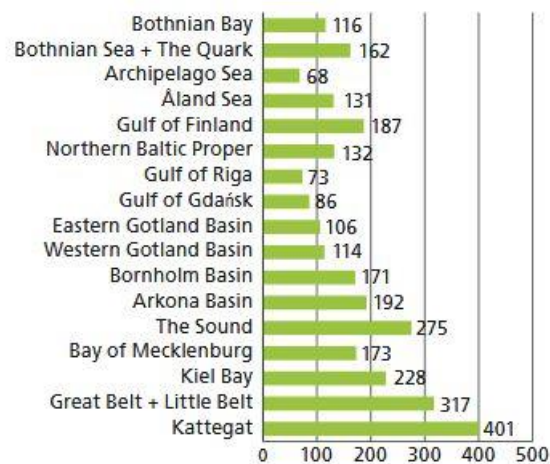 Bothnian Bay 116
Bothnian Sea + The Quark 162
Archipelago Sea 68
Åland Sea 131
Gulf of Finland 187
Northern Baltic Proper 132
Gulf of Riga 73
Gulf of Gdańsk 86
Eastern Gotland Basin 106
Western Gotland Basin 114
Bornholm Basin 171
Arkona Basin 192
The Sound 275
Bay of Mecklenburg 173
Kiel Bay 228
Great Belt + Little Belt 317
Kattegat 401
0 100 200 300 400 500